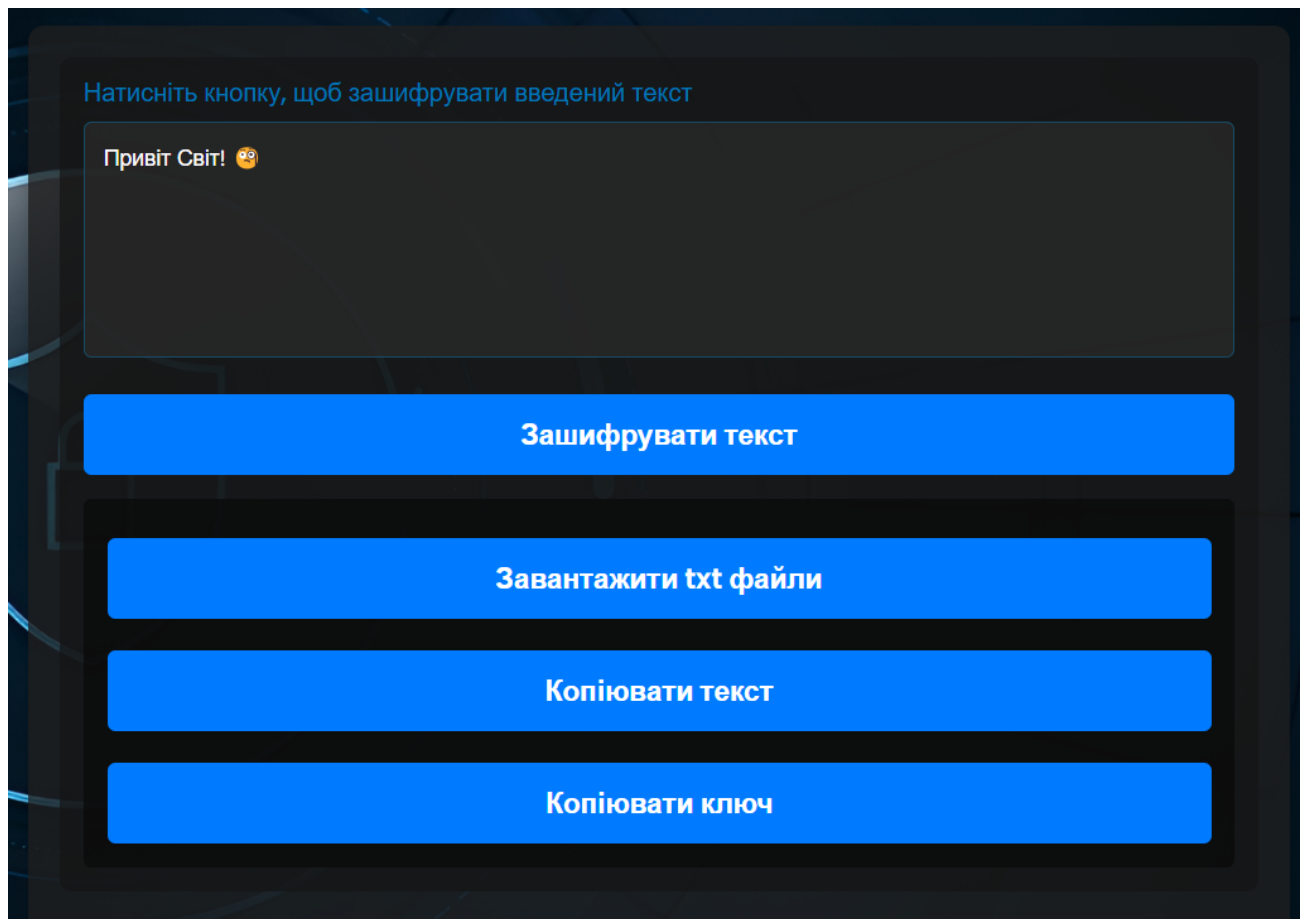 Натисніть кнопку, щоб зашифрувати введений текст
Привіт Світ! 🧐
Зашифрувати текст
Завантажити txt файли
Копіювати текст
Копіювати ключ